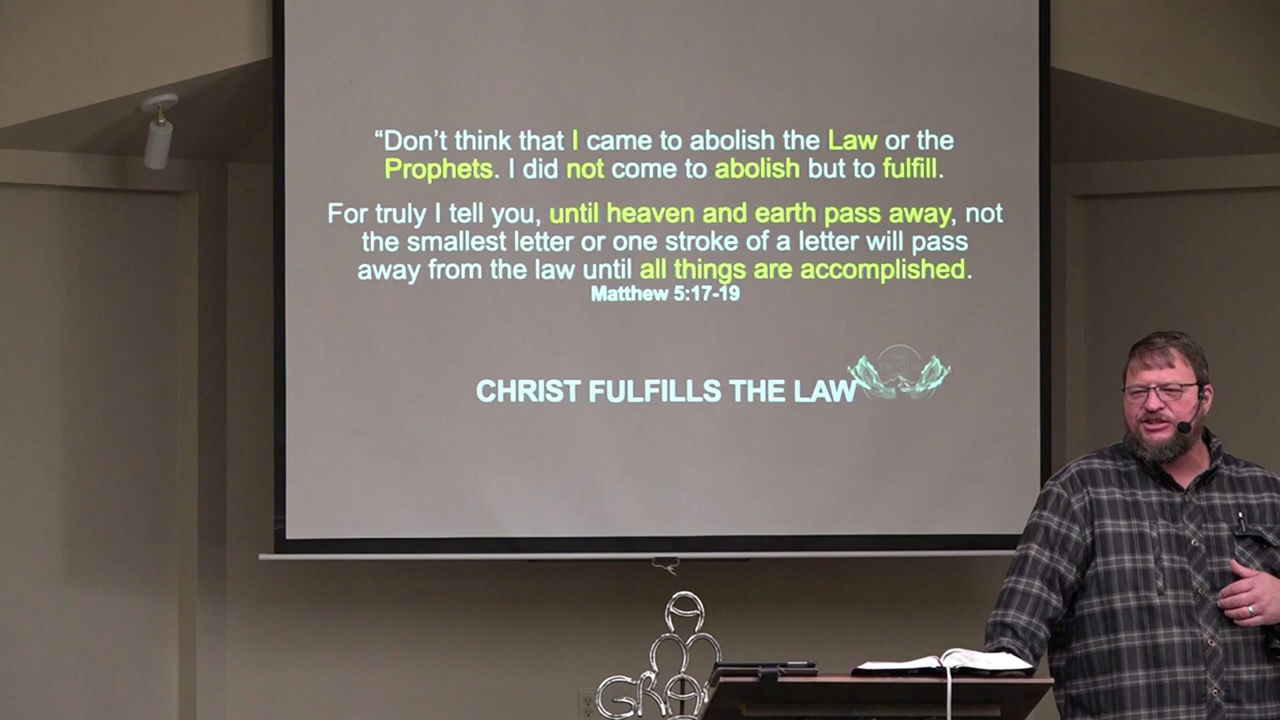 “Don’t think that I came to abolish the Law or the
Prophets. I did not come to abolish but to fulfill.
For truly I tell you, until heaven and earth pass away, not
the smallest letter or one stroke of a letter will pass
away from the law until all things are accomplished.
Matthew 5:17-19
CHRIST FULFILLS THE LAW